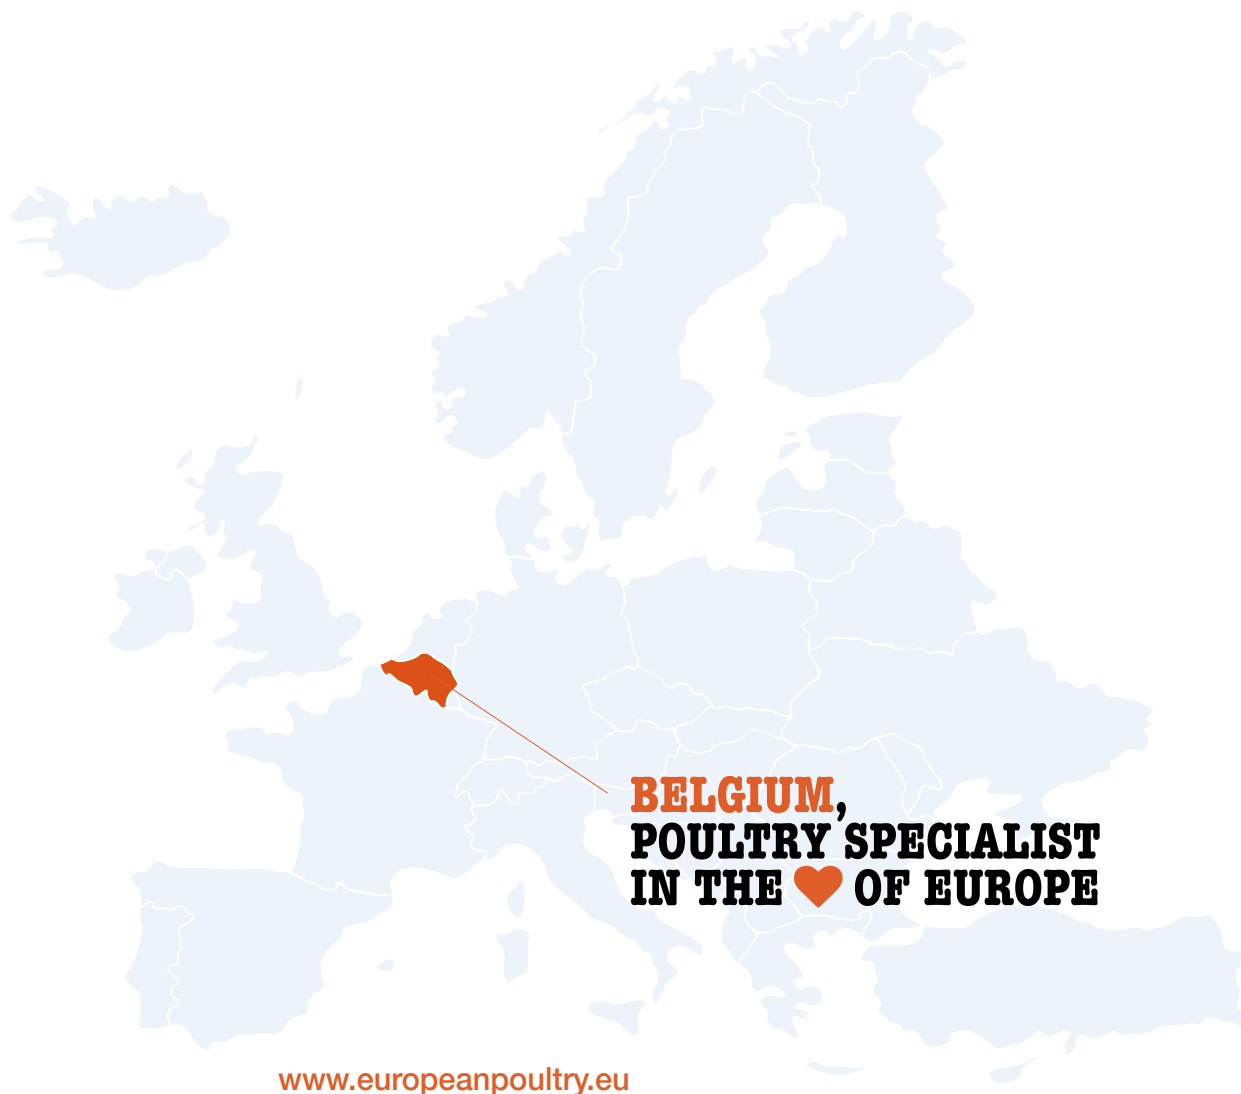 BELGIUM,
POULTRY SPECIALIST
IN THE ❤ OF EUROPE
www.europeanpoultry.eu